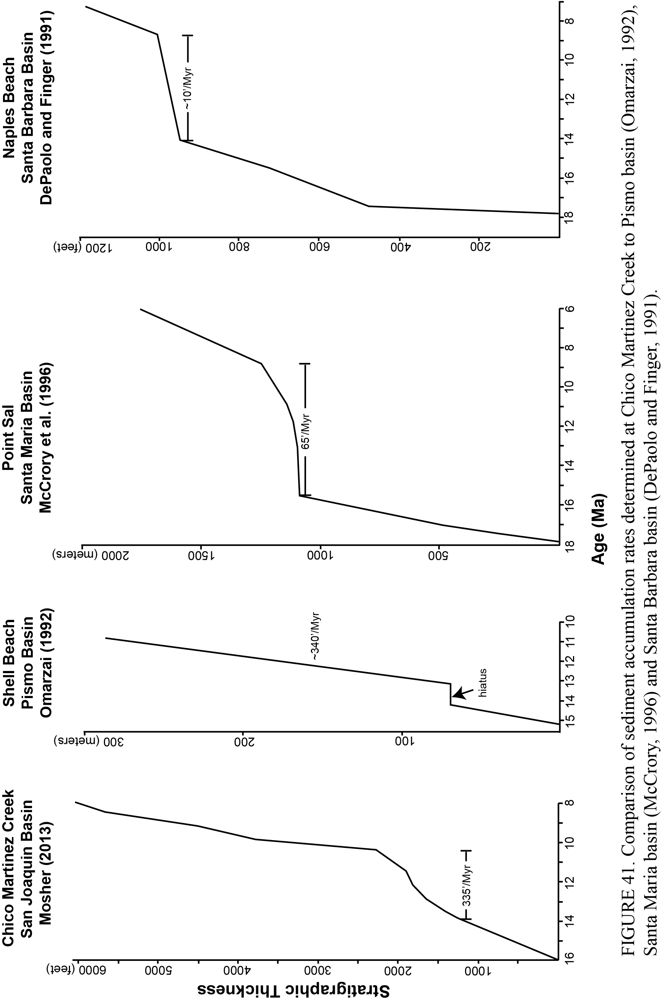 Chico Martinez Creek
San Joaquin Basin
Mosher (2013)
Shell Beach
Pismo Basin
Omarzai (1992)
Point Sal
Santa Maria Basin
McCrory et al. (1996)
Naples Beach
Santa Barbara Basin
DePaolo and Finger (1991)
Stratigraphic Thickness
6000 (feet)
5000
4000
3000
2000
1000
335'/Myr
16
14
12
10
8
300 (meters)
200
100
~340'/Myr
hiatus
15
14
13
12
11
10
2000 (meters)
1500
1000
500
65'/Myr
18
16
14
12
10
8
6
1200 (feet)
1000
800
600
400
200
~10'/Myr
18
16
14
12
10
8
Age (Ma)
FIGURE 41. Comparison of sediment accumulation rates determined at Chico Martinez Creek to Pismo basin (Omarzai, 1992),
Santa Maria basin (McCrory, 1996) and Santa Barbara basin (DePaolo and Finger, 1991).